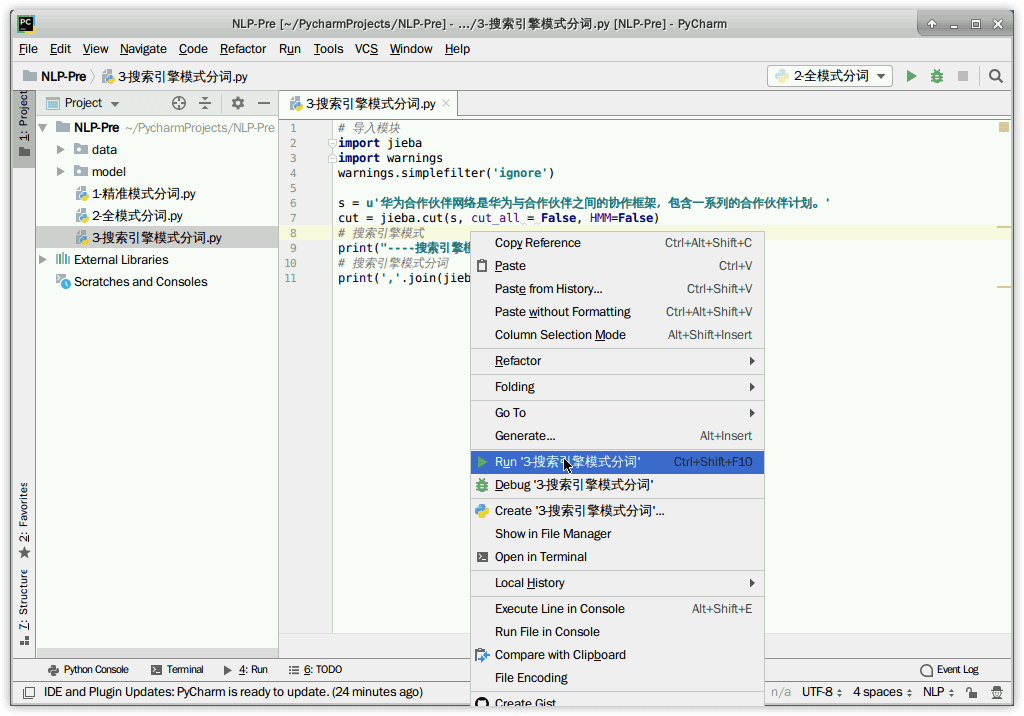 NLP-Pre [~/PycharmProjects/NLP-Pre] - .../3-搜索引擎模式分词.py [NLP-Pre] - PyCharm
File Edit View Navigate Code Refactor Run Tools VCS Window Help
NLP-Pre 3-搜索引擎模式分词.py 2-全模式分词
1: Project
Project
3-搜索引擎模式分词.py
NLP-Pre ~/PycharmProjects/NLP-Pre
data
model
1-精准模式分词.py
2-全模式分词.py
3-搜索引擎模式分词.py
External Libraries
Scratches and Consoles
1 # 导入模块
2 import jieba
3 import warnings
4 warnings.simplefilter('ignore')
5
6 s = u'华为合作伙伴网络是华为与合作伙伴之间的协作框架，包含一系列的合作伙伴计划。'
7 cut = jieba.cut(s, cut_all = False, HMM=False)
8 # 搜索引擎模式
9 print("----搜索引擎模
10 # 搜索引擎模式分词
11 print(','.join(jieb
Copy Reference Ctrl+Alt+Shift+C
Paste Ctrl+V
Paste from History... Ctrl+Shift+V
Paste without Formatting Ctrl+Alt+Shift+V
Column Selection Mode Alt+Shift+Insert
Refactor
Folding
Go To
Generate... Alt+Insert
Run '3-搜索引擎模式分词' Ctrl+Shift+F10
Debug '3-搜索引擎模式分词'
Create '3-搜索引擎模式分词'...
Show in File Manager
Open in Terminal
Local History
Execute Line in Console Alt+Shift+E
Run File in Console
Compare with Clipboard
File Encoding
Create Gist
2: Favorites
7: Structure
Python Console Terminal 4: Run 6: TODO Event Log
IDE and Plugin Updates: PyCharm is ready to update. (24 minutes ago) n/a UTF-8 4 spaces NLP